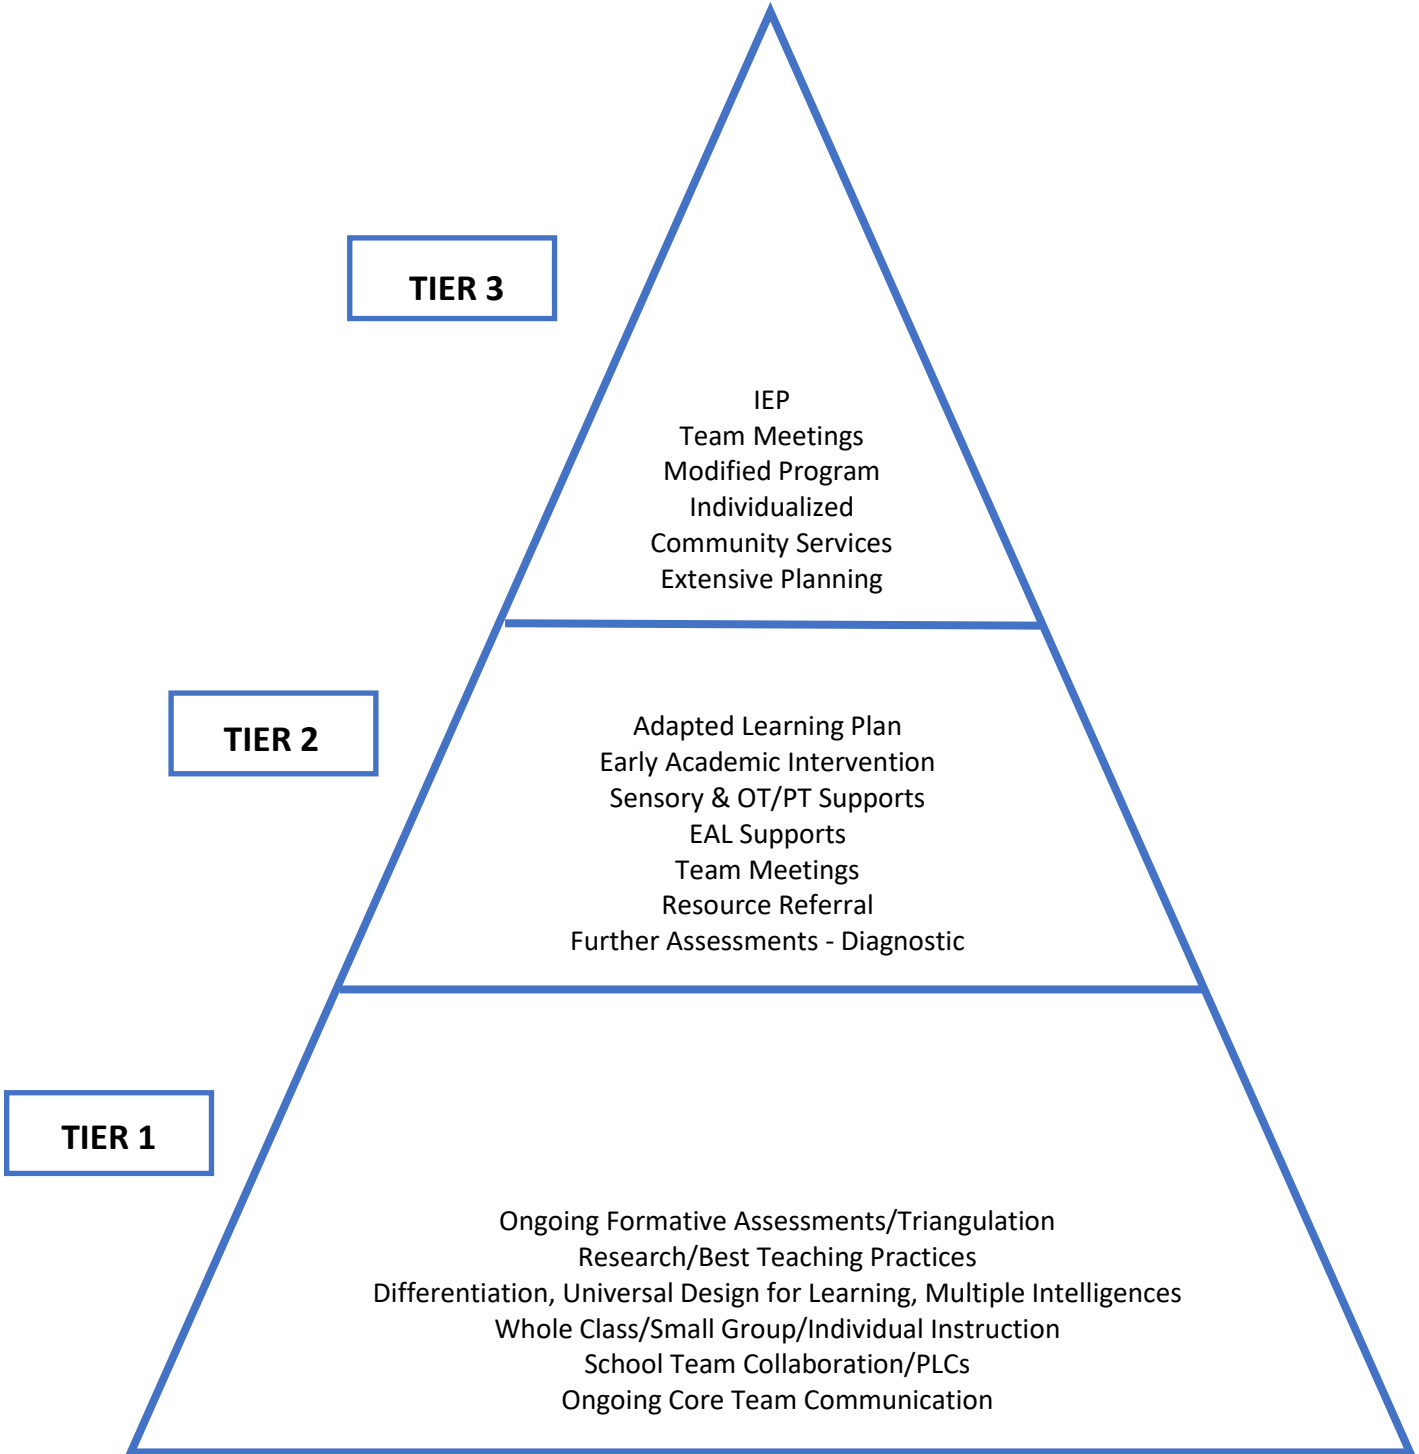 TIER 3
IEP
Team Meetings
Modified Program
Individualized
Community Services
Extensive Planning
TIER 2
Adapted Learning Plan
Early Academic Intervention
Sensory & OT/PT Supports
EAL Supports
Team Meetings
Resource Referral
Further Assessments - Diagnostic
TIER 1
Ongoing Formative Assessments/Triangulation
Research/Best Teaching Practices
Differentiation, Universal Design for Learning, Multiple Intelligences
Whole Class/Small Group/Individual Instruction
School Team Collaboration/PLCs
Ongoing Core Team Communication